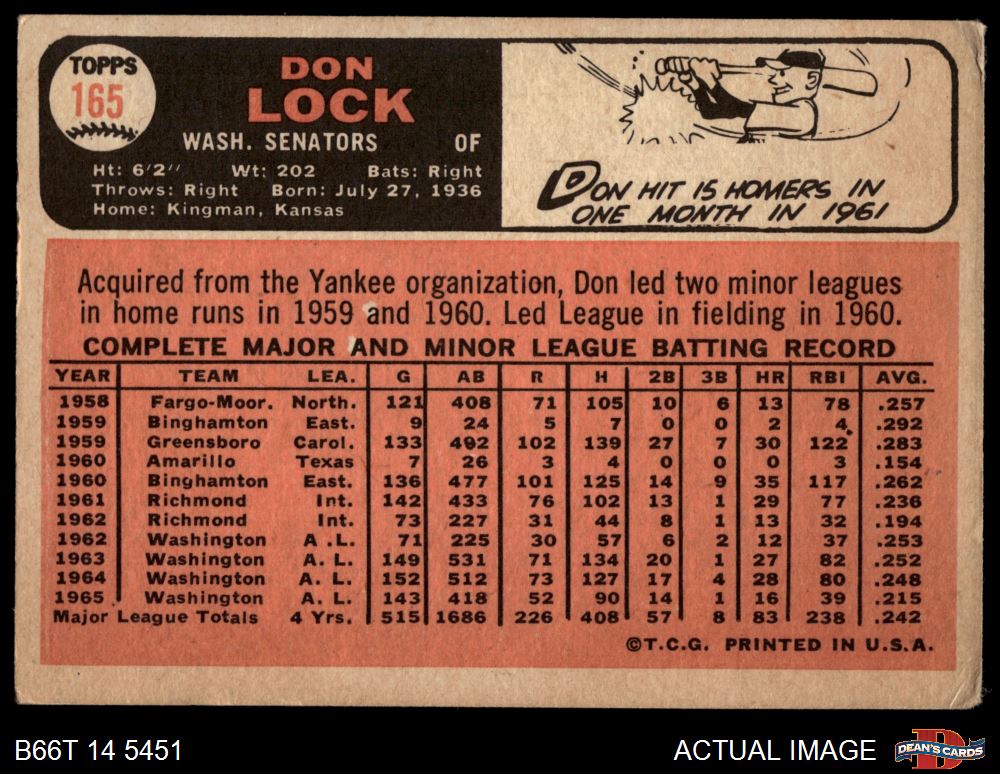 TOPPS
165
DON
LOCK
WASH. SENATORS OF
Ht: 6'2" Wt: 202 Bats: Right
Throws: Right Born: July 27, 1936
Home: Kingman, Kansas
DON HIT 15 HOMERS IN
ONE MONTH IN 1961
Acquired from the Yankee organization, Don led two minor leagues
in home runs in 1959 and 1960. Led League in fielding in 1960.
COMPLETE MAJOR AND MINOR LEAGUE BATTING RECORD
YEAR TEAM LEA. G AB R H 2B 3B HR RBI AVG.
1958 Fargo-Moor. North. 121 408 71 105 10 6 13 78 .257
1959 Binghamton East. 9 24 5 7 0 0 2 4 .292
1959 Greensboro Carol. 133 492 102 139 27 7 30 122 .283
1960 Amarillo Texas 7 26 3 4 0 0 0 3 .154
1960 Binghamton East. 136 477 101 125 14 9 35 117 .262
1961 Richmond Int. 142 433 76 102 13 1 29 77 .236
1962 Richmond Int. 73 227 31 44 8 1 13 32 .194
1962 Washington A .L. 71 225 30 57 6 2 12 37 .253
1963 Washington A. L. 149 531 71 134 20 1 27 82 .252
1964 Washington A. L. 152 512 73 127 17 4 28 80 .248
1965 Washington A. L. 143 418 52 90 14 1 16 39 .215
Major League Totals 4 Yrs. 515 1686 226 408 57 8 83 238 .242
©T.C.G. PRINTED IN U.S.A.
B66T 14 5451 ACTUAL IMAGE
DEAN'S CARDS